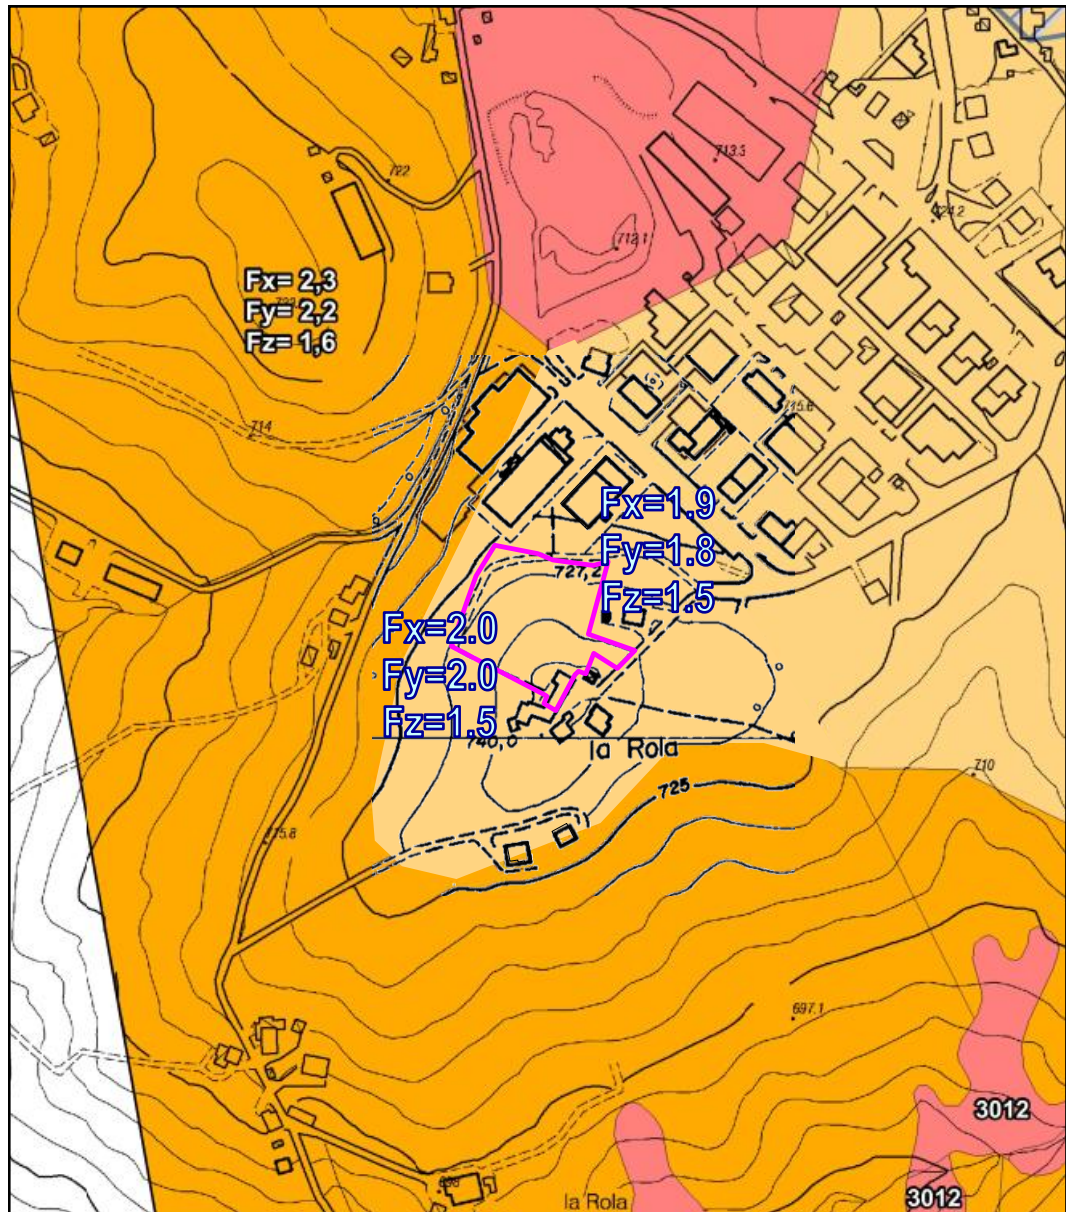 713.3
722
724.2
712.1
Fx= 2,3
Fy= 2,2
Fz= 1,6
715.6
714
Fx=1.9
Fy=1.8
Fz=1.5
727,2
Fx=2.0
Fy=2.0
Fz=1.5
740,0
la Rola
710
725
715.8
697.1
3012
698
la Rola
3012